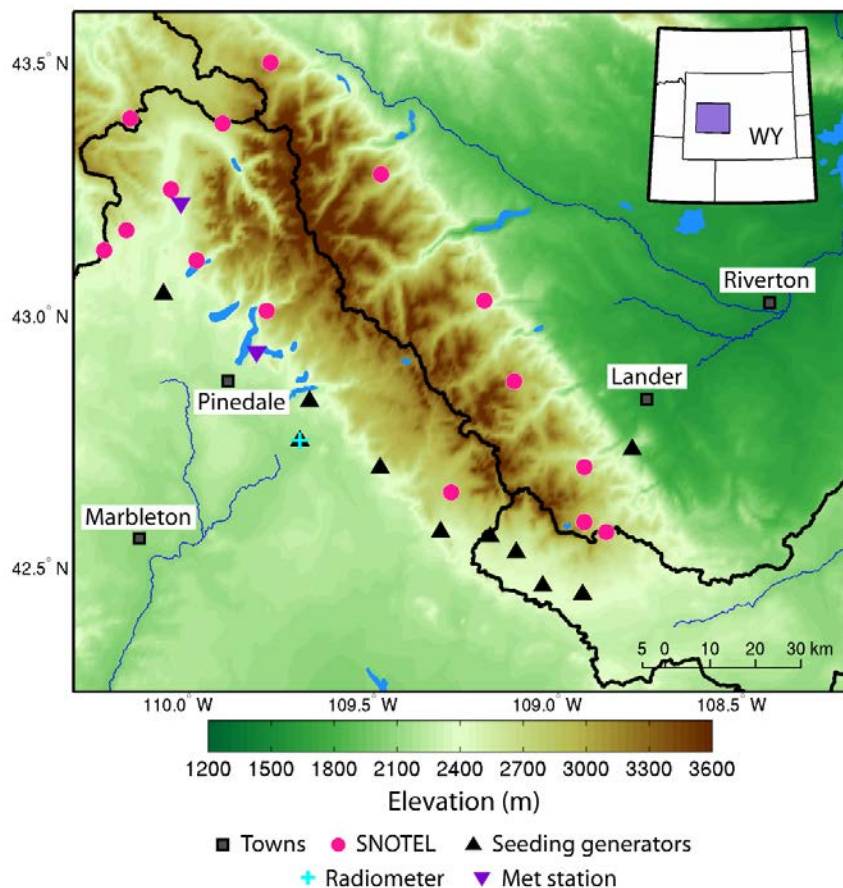 43.5° N
WY
Riverton
43.0° N
Lander
Pinedale
Marbleton
42.5° N
5 0 10 20 30 km
110.0° W 109.5° W 109.0° W 108.5° W
1200 1500 1800 2100 2400 2700 3000 3300 3600
Elevation (m)
Towns SNOTEL Seeding generators
Radiometer Met station